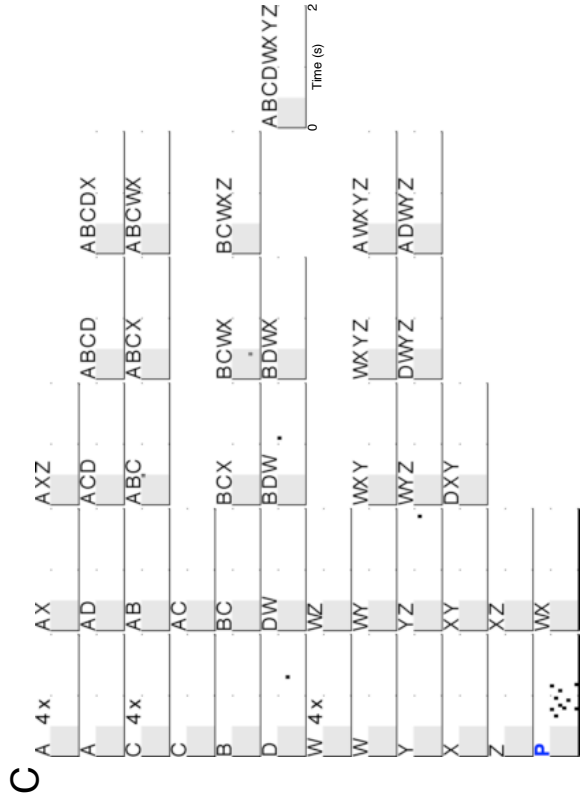 C
A 4x AX AXZ
A AD ACD ABCD ABCDX
C 4x AB ABC ABCX ABCWX
C AC
B BC BCX BCWX BCWXZ
D DW BDW BDWX ABCDWXYZ
0 2
Time (s)
W 4x WZ
W WY WXY WXYZ AWXYZ
Y YZ WYZ DWYZ ADWYZ
X XY DXY
Z XZ
P WX